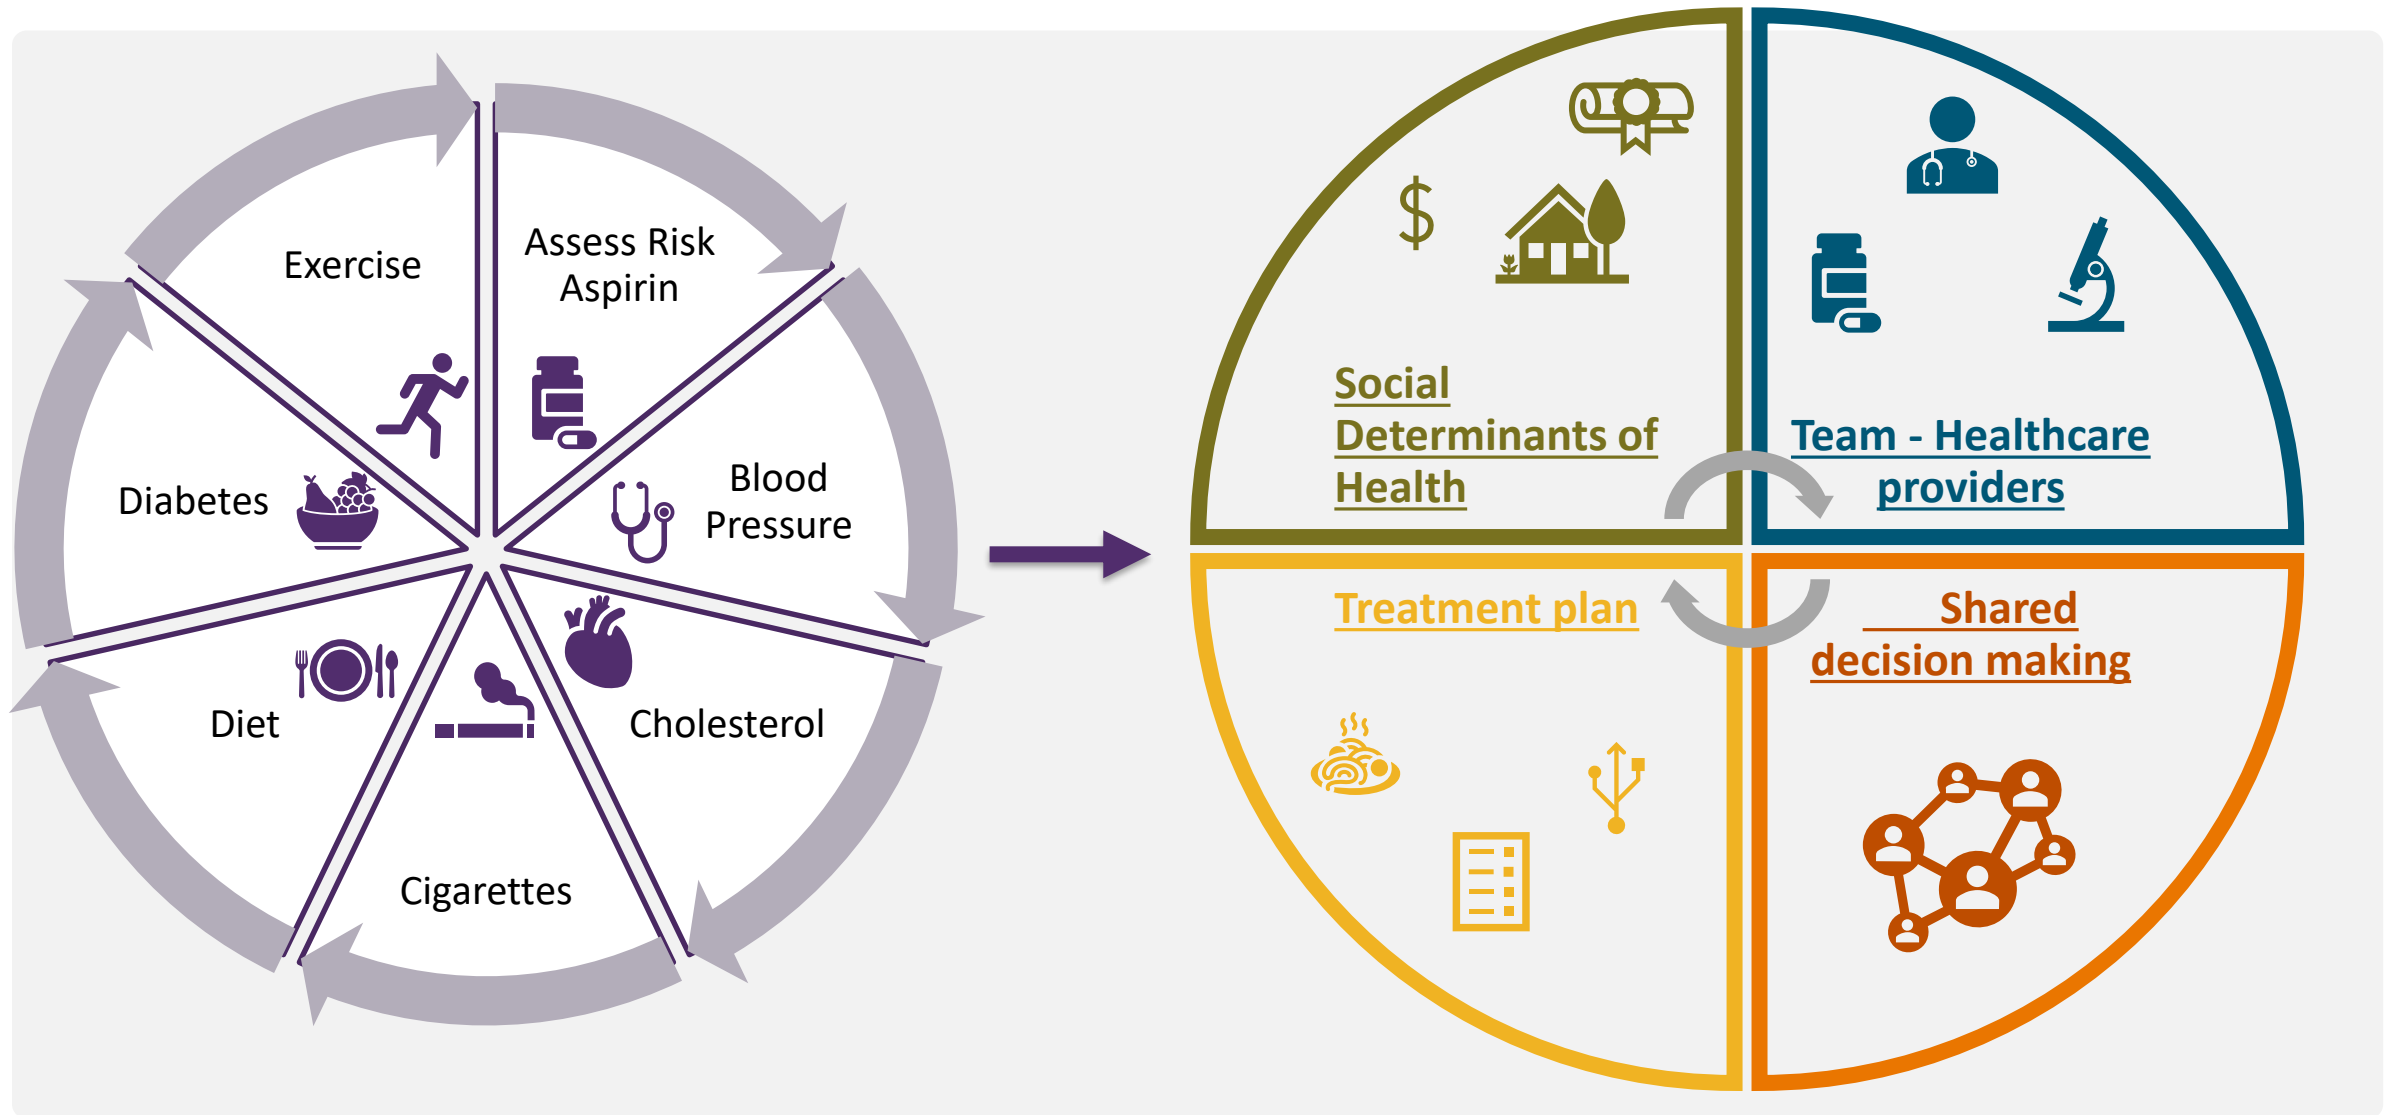 Exercise
Assess Risk
Aspirin
Blood
Pressure
Cholesterol
Cigarettes
Diet
Diabetes
$
Social
Determinants of
Health
Team - Healthcare
providers
Treatment plan
Shared
decision making